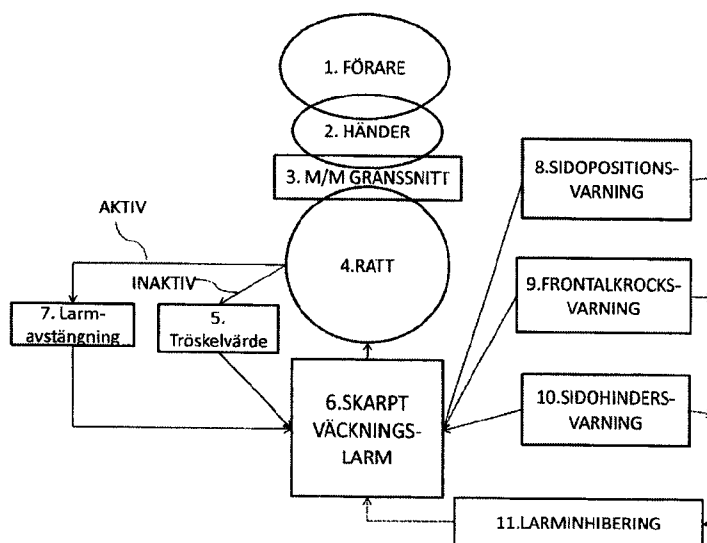 1. FÖRARE
2. HÄNDER
3. M/M GRÄNSSNITT
4.RATT
AKTIV
INAKTIV
7. Larm-
avstängning
5.
Tröskelvärde
6.SKARPT
VÄCKNINGS-
LARM
8.SIDOPOSITIONS-
VARNING
9.FRONTALKROCKS-
VARNING
10.SIDOHINDERS-
VARNING
11.LARMINHIBERING